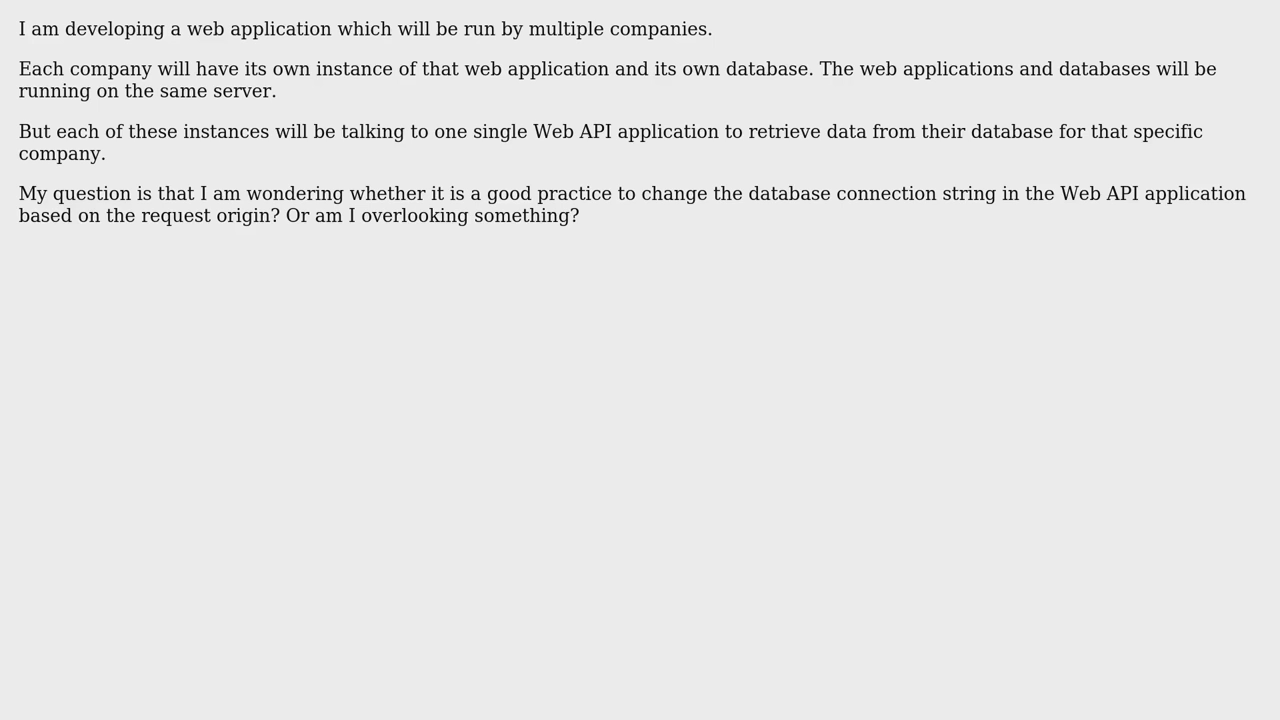 I am developing a web application which will be run by multiple companies.
Each company will have its own instance of that web application and its own database. The web applications and databases will be
running on the same server.
But each of these instances will be talking to one single Web API application to retrieve data from their database for that specific
company.
My question is that I am wondering whether it is a good practice to change the database connection string in the Web API application
based on the request origin? Or am I overlooking something?